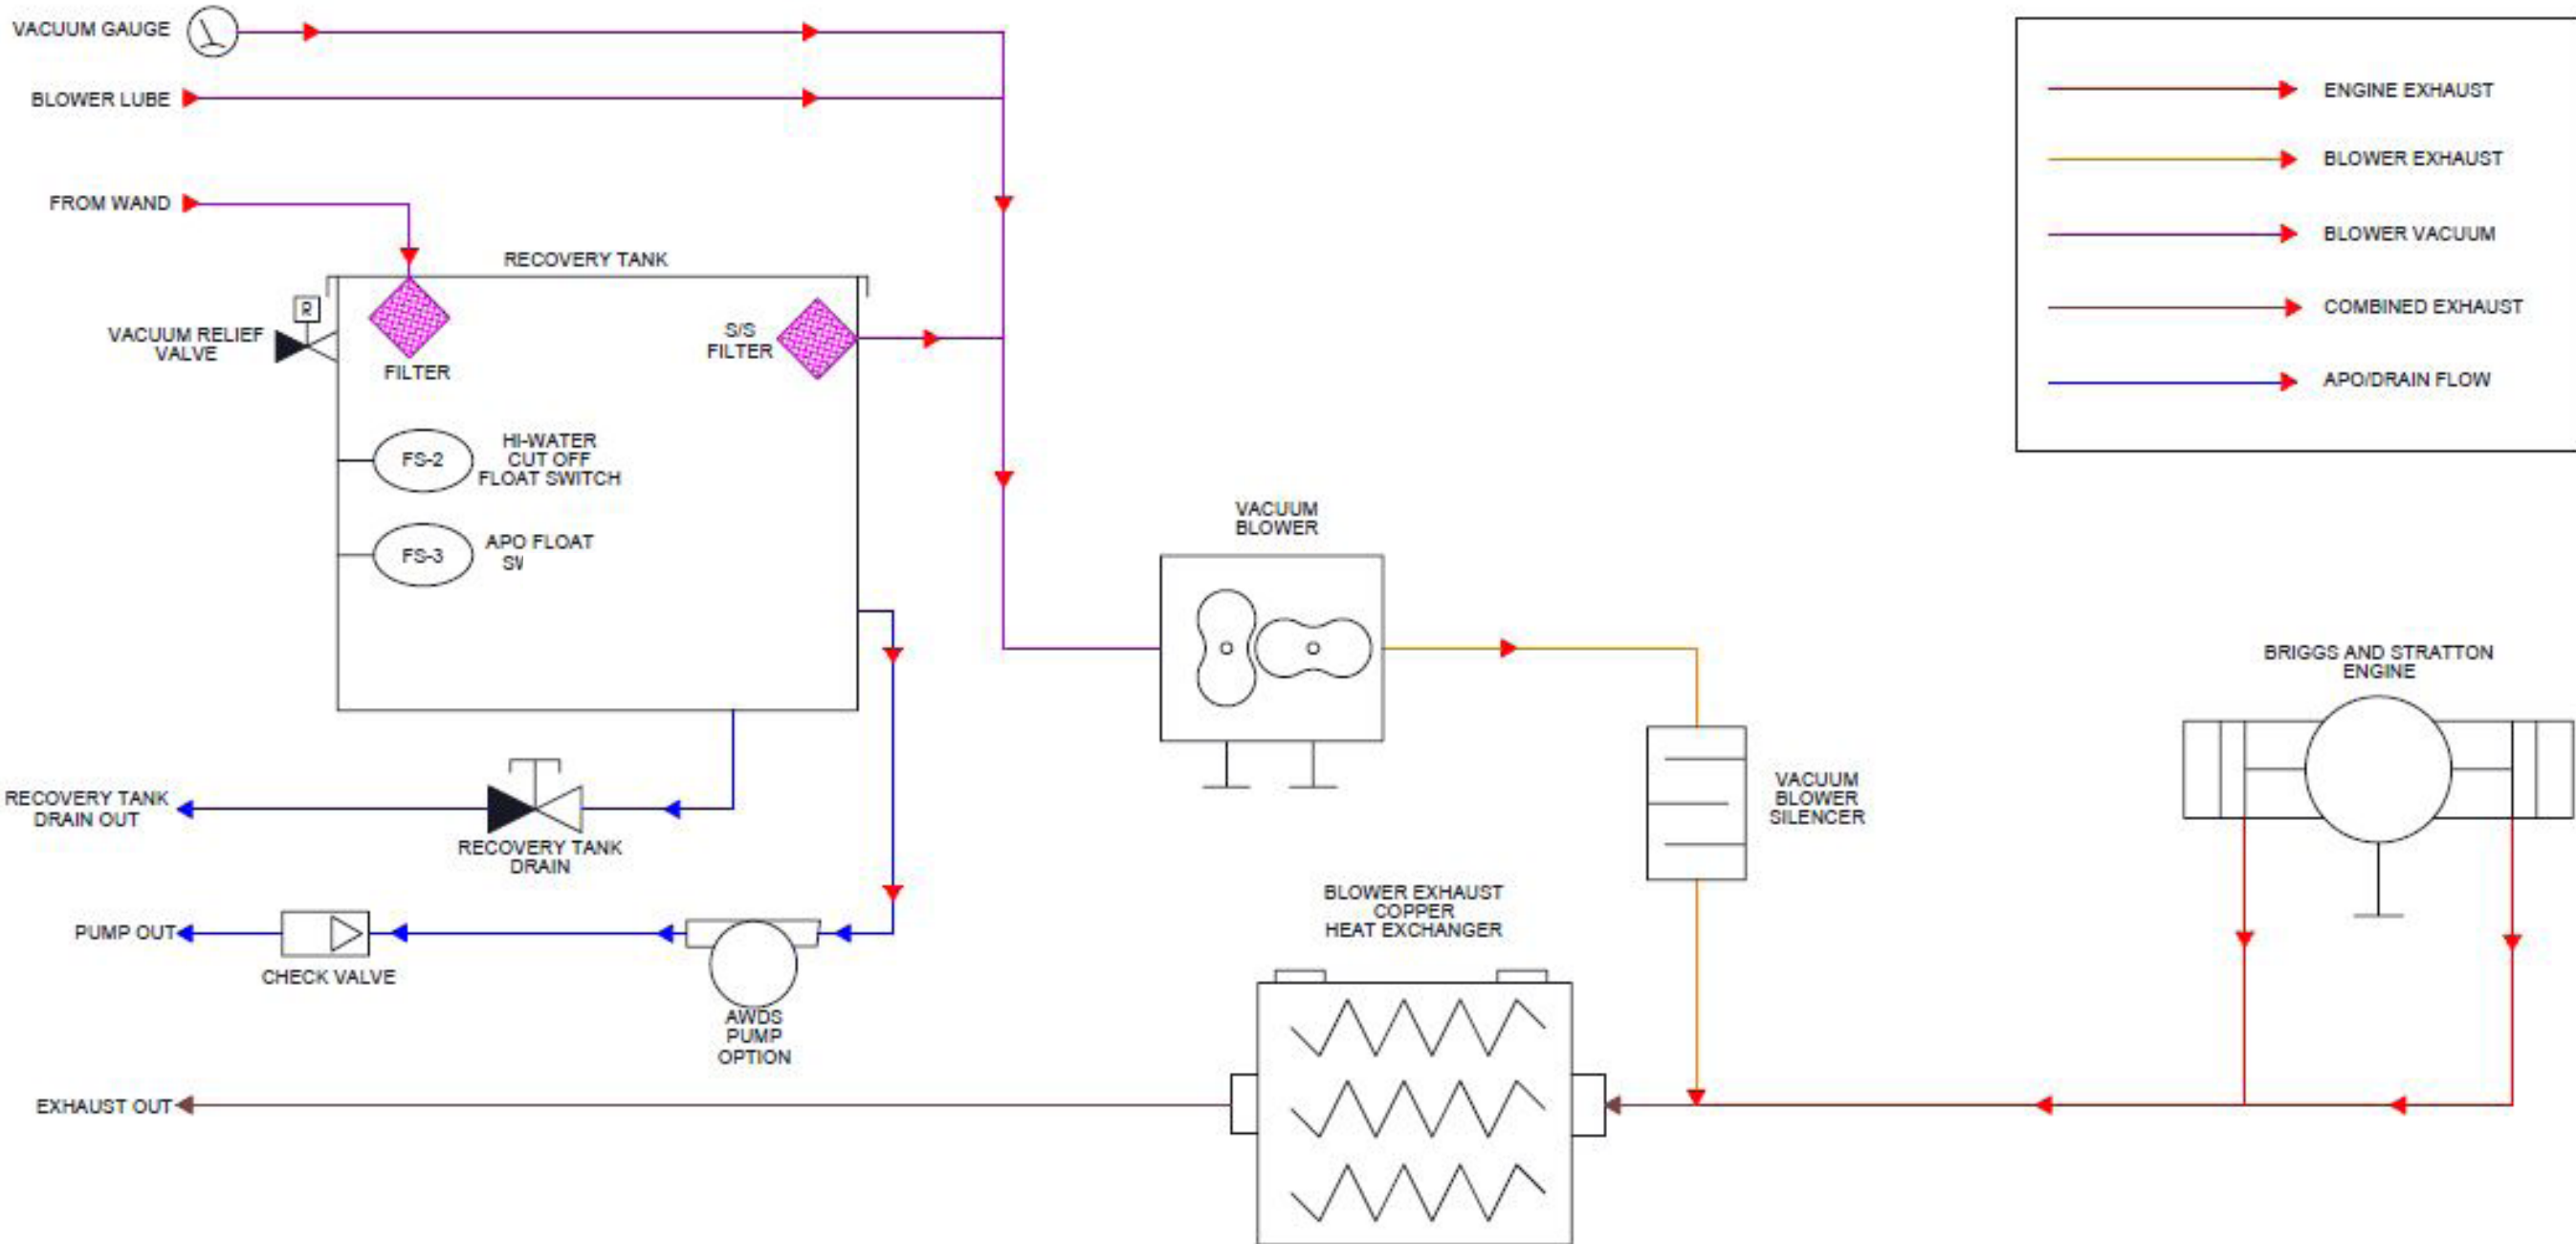 VACUUM GAUGE
BLOWER LUBE
FROM WAND
RECOVERY TANK
R
VACUUM RELIEF
VALVE
FILTER
S/S
FILTER
FS-2
HI-WATER
CUT OFF
FLOAT SWITCH
FS-3
APO FLOAT
RECOVERY TANK
DRAIN OUT
RECOVERY TANK
DRAIN
PUMP OUT
CHECK VALVE
AWDS
PUMP
OPTION
EXHAUST OUT
VACUUM
BLOWER
VACUUM
BLOWER
SILENCER
BLOWER EXHAUST
COPPER
HEAT EXCHANGER
BRIGGS AND STRATTON
ENGINE
ENGINE EXHAUST
BLOWER EXHAUST
BLOWER VACUUM
COMBINED EXHAUST
APO/DRAIN FLOW